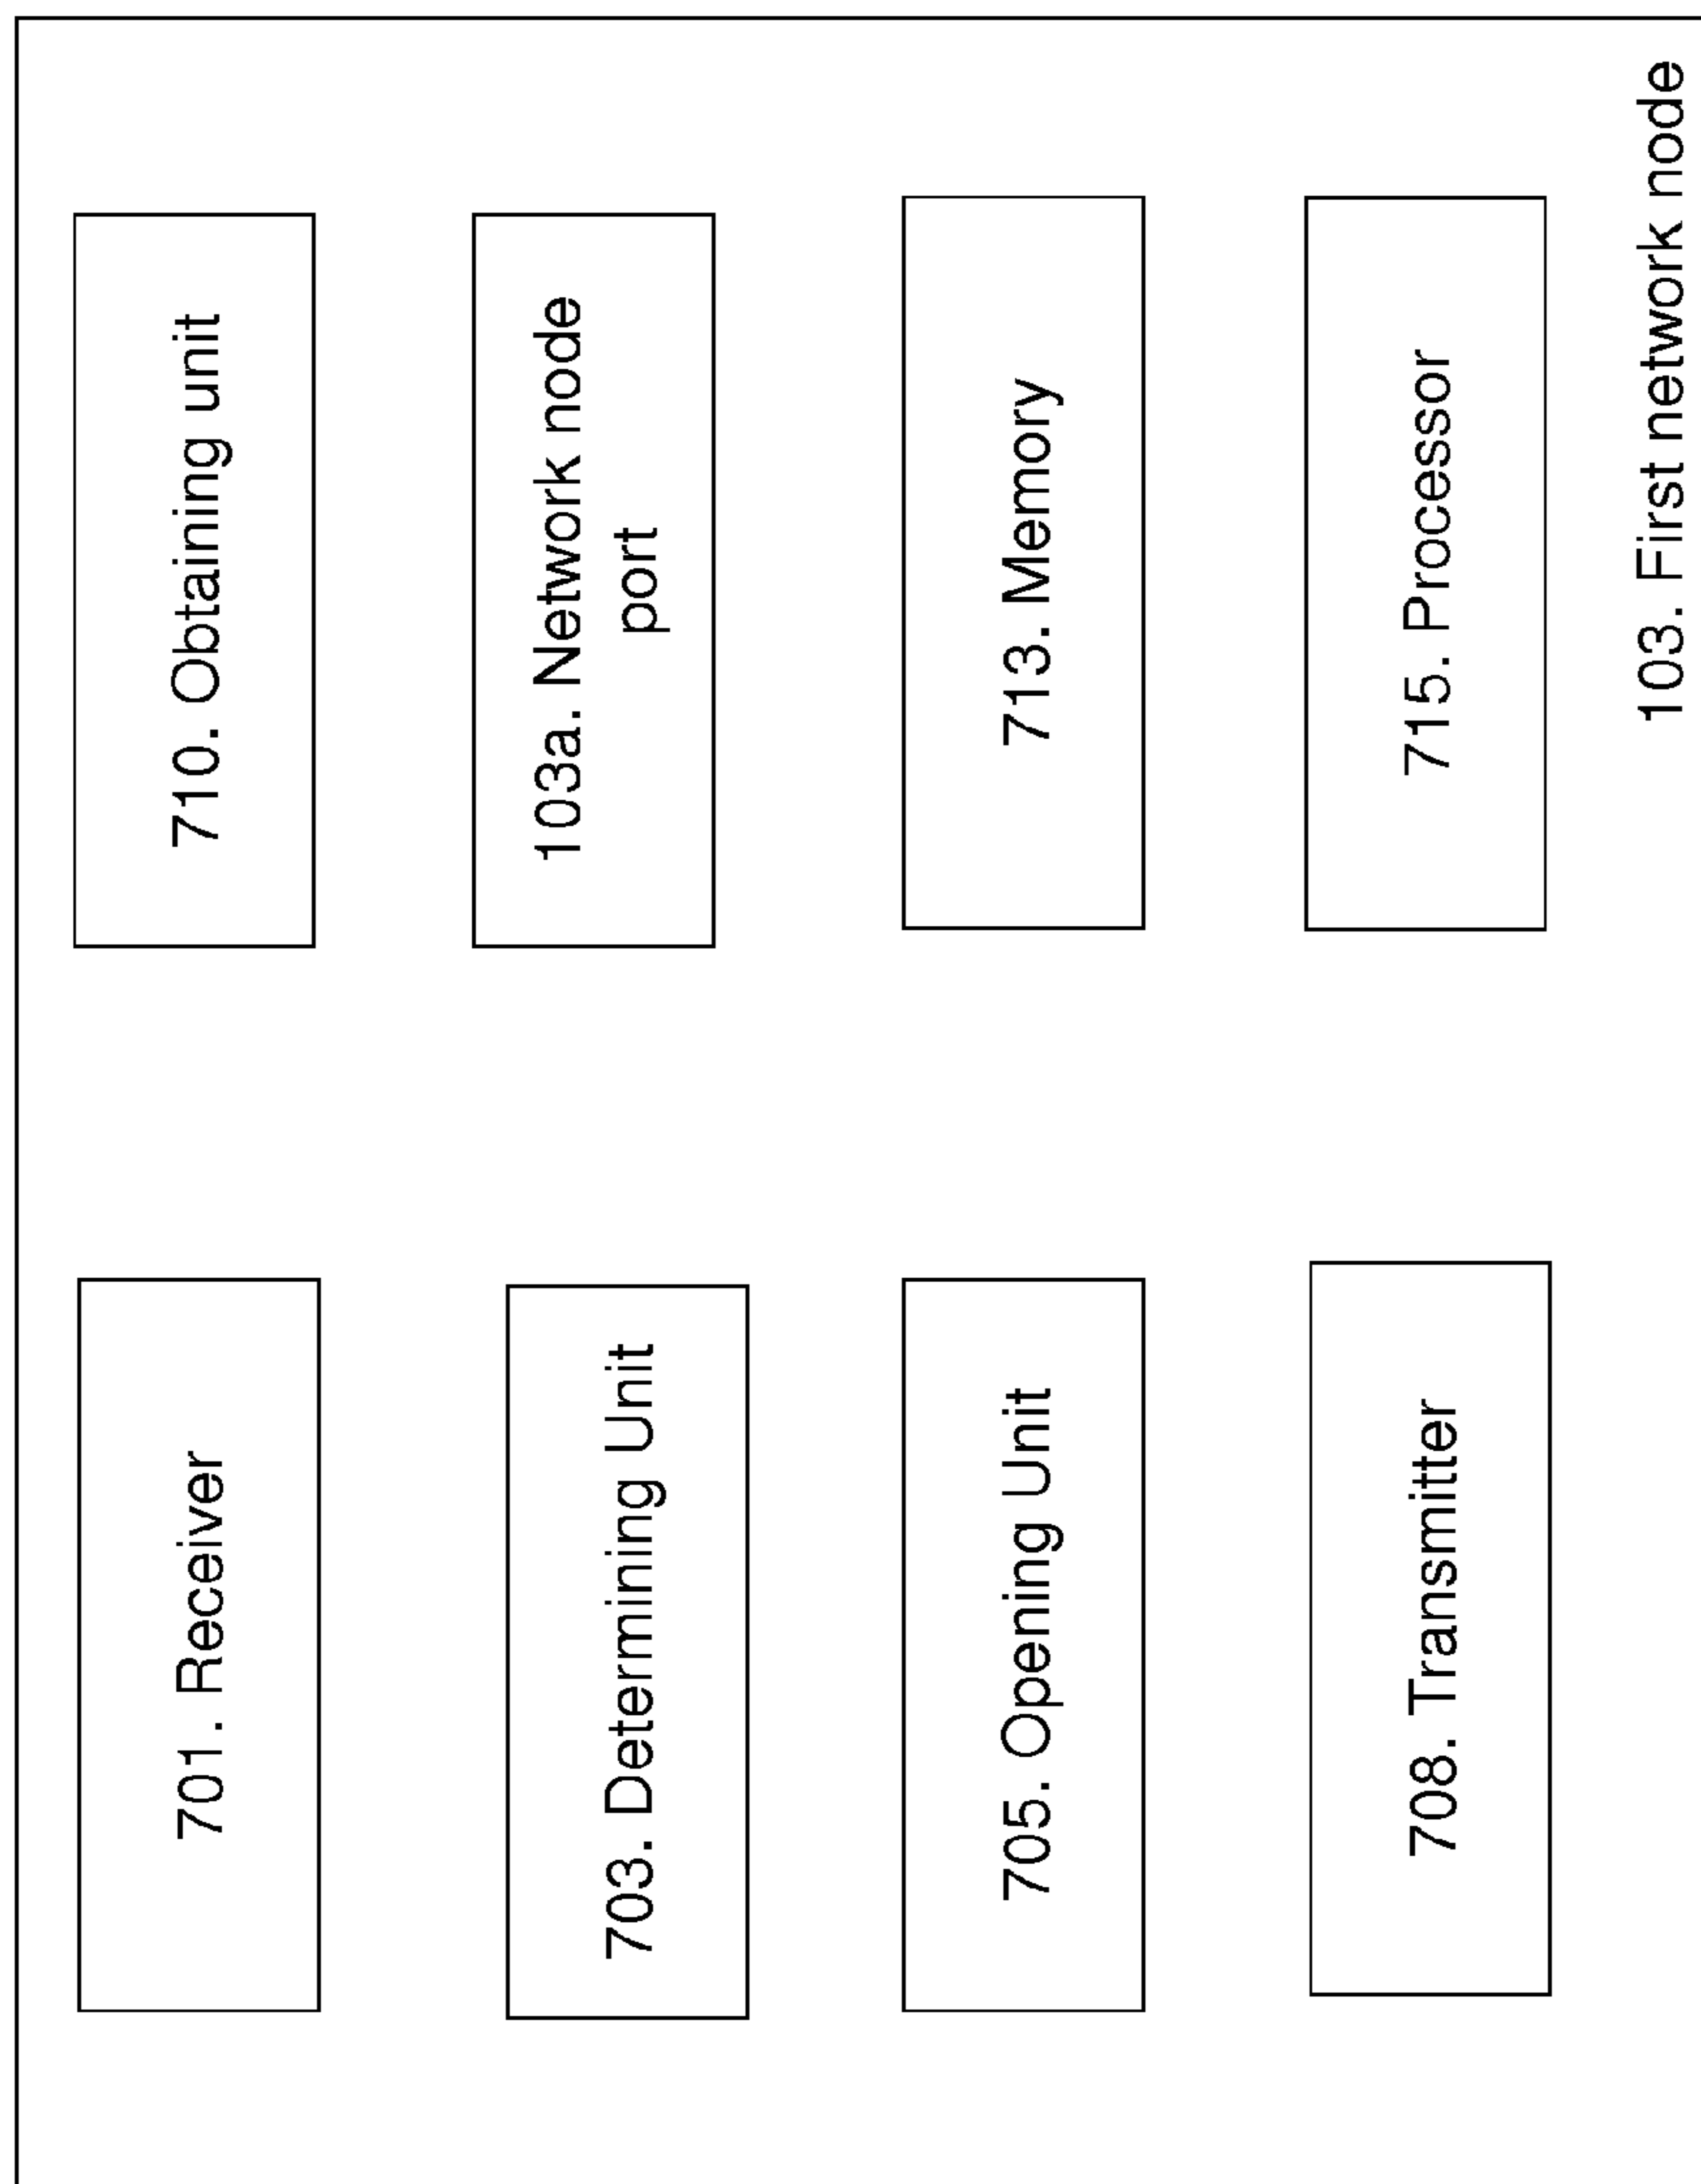 701. Receiver
710. Obtaining unit
703. Determining Unit
103a. Network node
port
705. Opening Unit
713. Memory
708. Transmitter
715. Processor
103. First network node